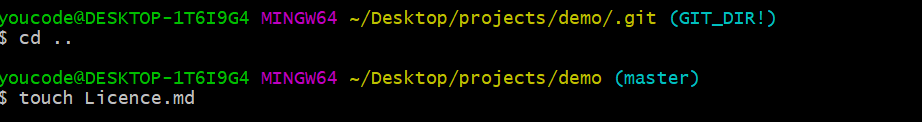 youcode@DESKTOP-1T6I9G4 MINGW64 ~/Desktop/projects/demo/.git (GIT_DIR!)
$ cd ..
youcode@DESKTOP-1T6I9G4 MINGW64 ~/Desktop/projects/demo (master)
$ touch Licence.md